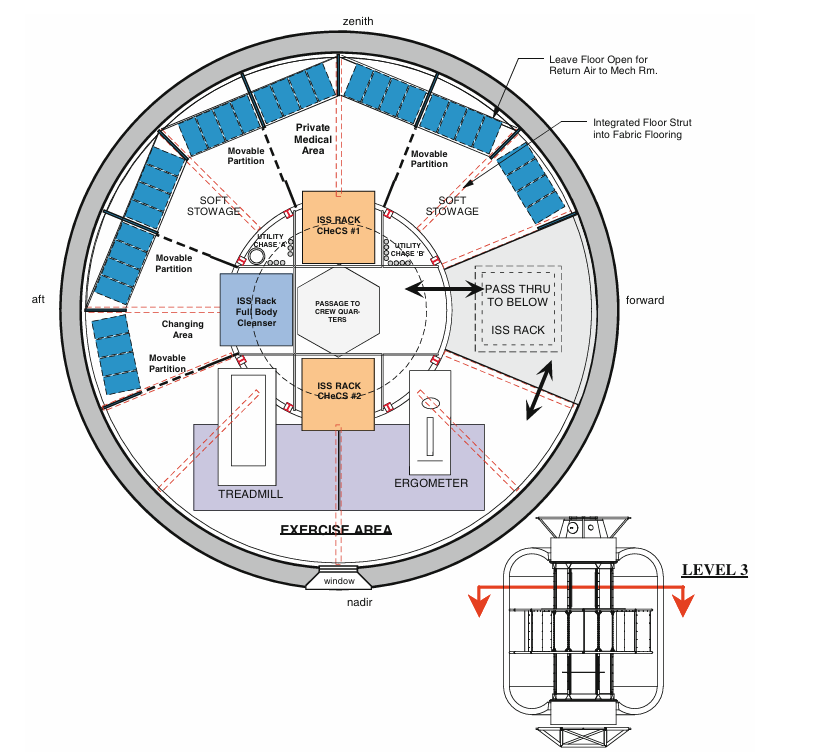 zenith
Leave Floor Open for
Return Air to Mech Rm.
Integrated Floor Strut
into Fabric Flooring
Private
Medical
Area
Movable
Partition
Movable
Partition
SOFT
STOWAGE
SOFT
STOWAGE
ISS RACK
CHeCS #1
UTILITY
CHASE 'A'
UTILITY
CHASE 'B'
Movable
Partition
aft
ISS Rack
Full Body
Cleanser
PASSAGE TO
CREW QUAR-
TERS
PASS THRU
TO BELOW
ISS RACK
forward
Changing
Area
Movable
Partition
ISS RACK
CHeCS #2
TREADMILL
ERGOMETER
EXERCISE AREA
window
nadir
LEVEL 3